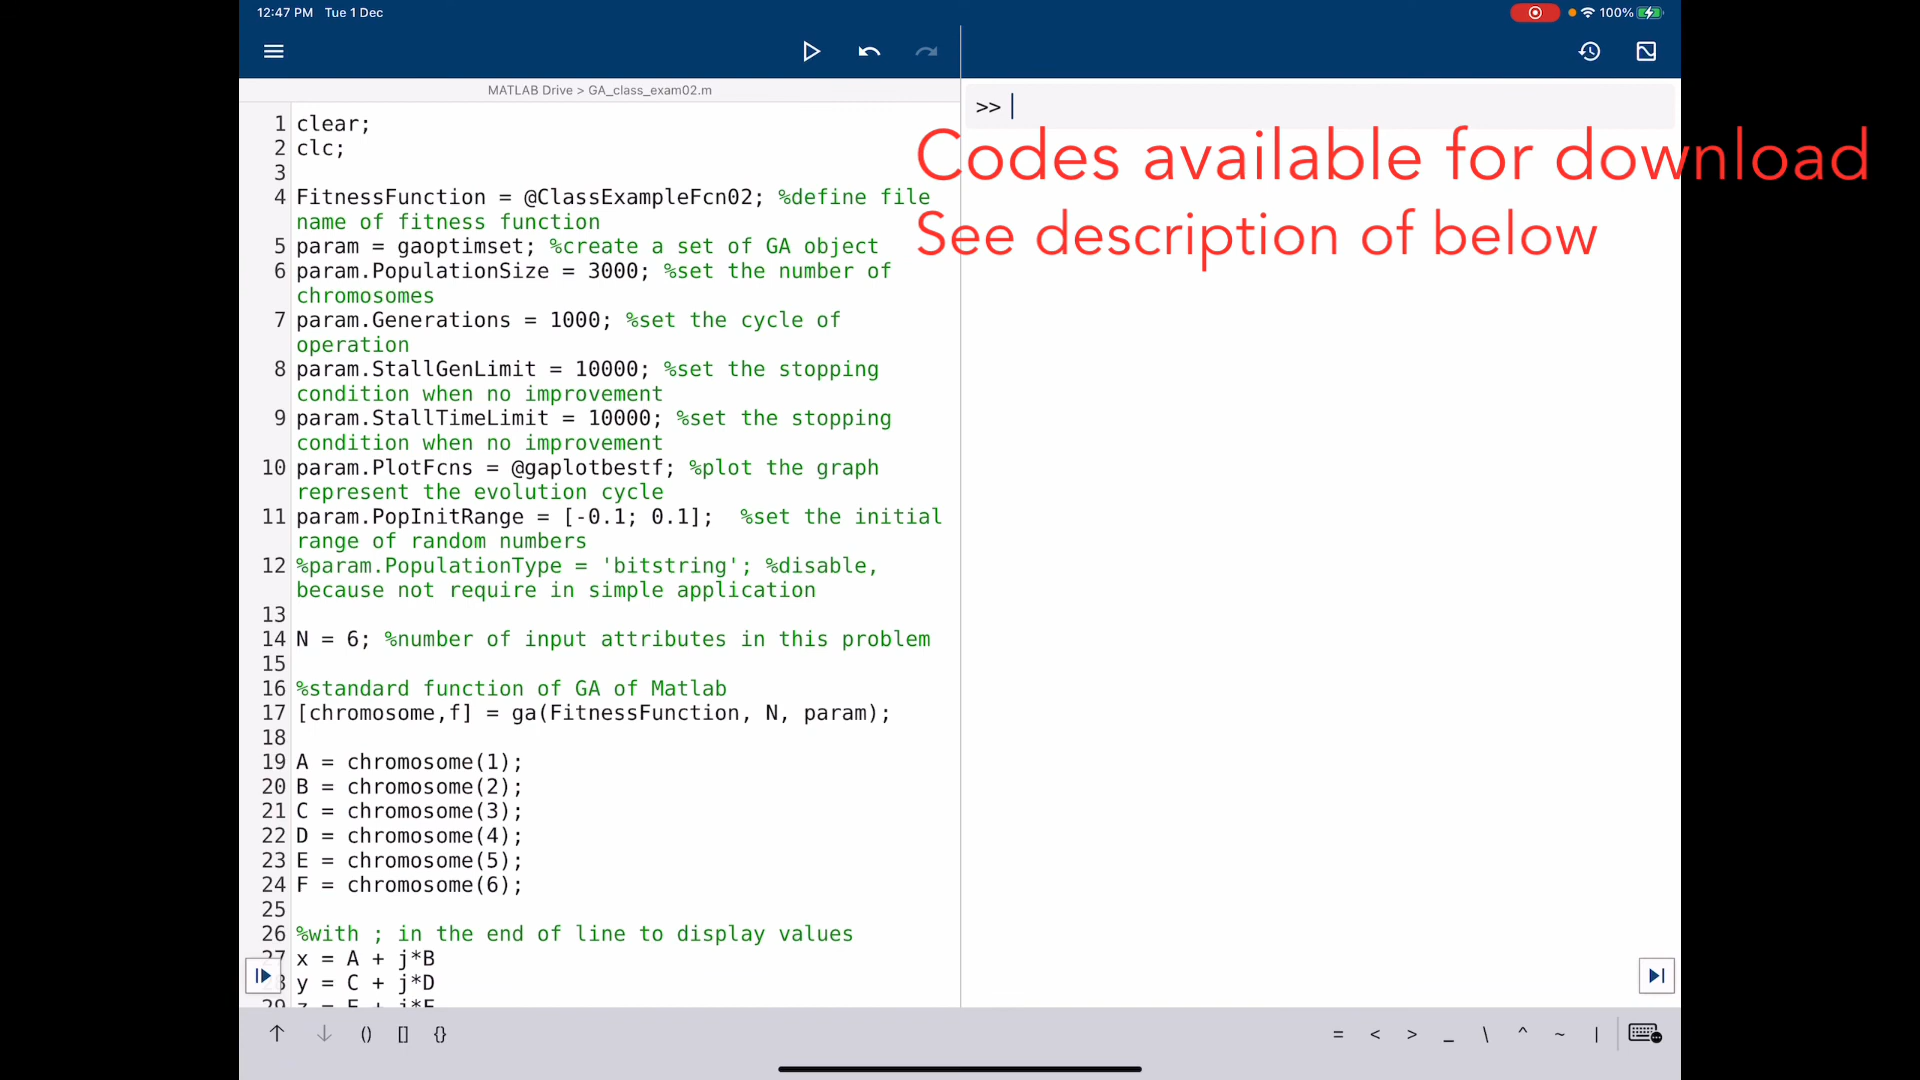 12:47 PM Tue 1 Dec
100%
MATLAB Drive > GA_class_exam02.m
1 clear;
2 clc;
3
4 FitnessFunction = @ClassExampleFcn02; %define file
name of fitness function
5 param = gaoptimset; %create a set of GA object
6 param.PopulationSize = 3000; %set the number of
chromosomes
7 param.Generations = 1000; %set the cycle of
operation
8 param.StallGenLimit = 10000; %set the stopping
condition when no improvement
9 param.StallTimeLimit = 10000; %set the stopping
condition when no improvement
10 param.PlotFcns = @gaplotbestf; %plot the graph
represent the evolution cycle
11 param.PopInitRange = [-0.1; 0.1];  %set the initial
range of random numbers
12 %param.PopulationType = 'bitstring'; %disable,
because not require in simple application
13
14 N = 6; %number of input attributes in this problem
15
16 %standard function of GA of Matlab
17 [chromosome,f] = ga(FitnessFunction, N, param);
18
19 A = chromosome(1);
20 B = chromosome(2);
21 C = chromosome(3);
22 D = chromosome(4);
23 E = chromosome(5);
24 F = chromosome(6);
25
26 %with ; in the end of line to display values
27 x = A + j*B
y = C + j*D
>>
Codes available for download
See description of below
() [] {}
= < > _ \ ^ ~ |